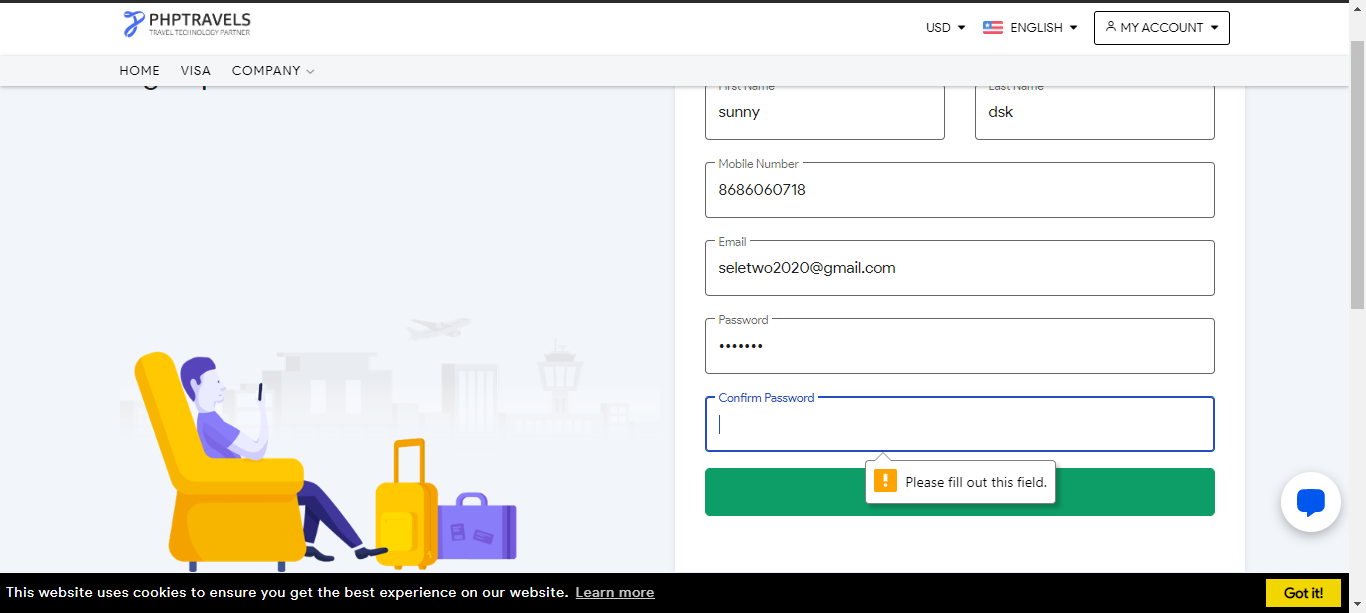 PHPTRAVELS
TRAVEL TECHNOLOGY PARTNER
USD
ENGLISH
MY ACCOUNT
HOME
VISA
COMPANY
First Name
Last Name
sunny
dsk
Mobile Number
8686060718
Email
seletwo2020@gmail.com
Password
•••••••
Confirm Password
! Please fill out this field.
This website uses cookies to ensure you get the best experience on our website. Learn more
Got it!